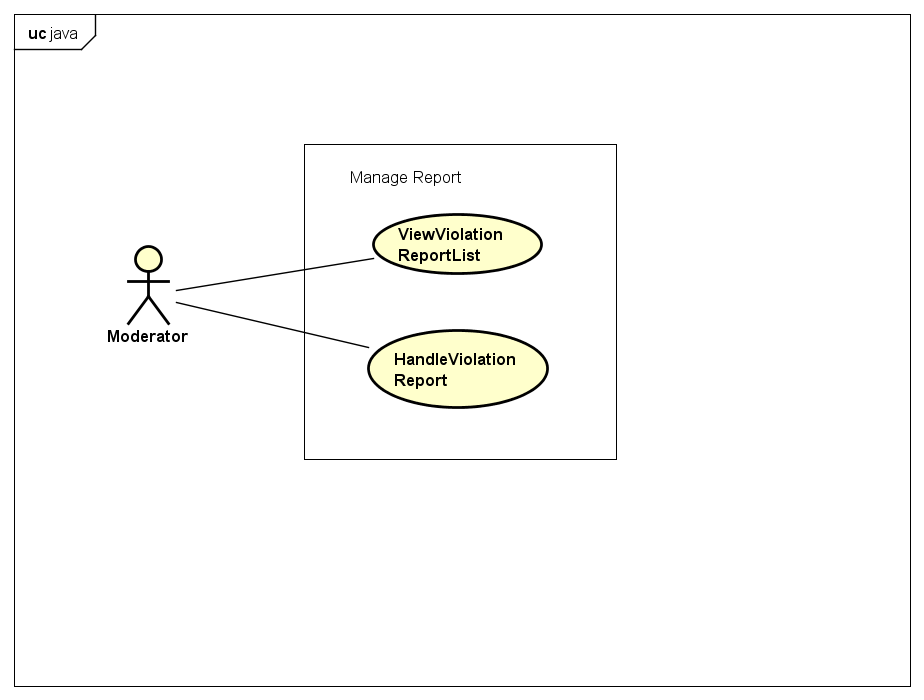 uc java
Manage Report
ViewViolation
ReportList
Moderator
HandleViolation
Report